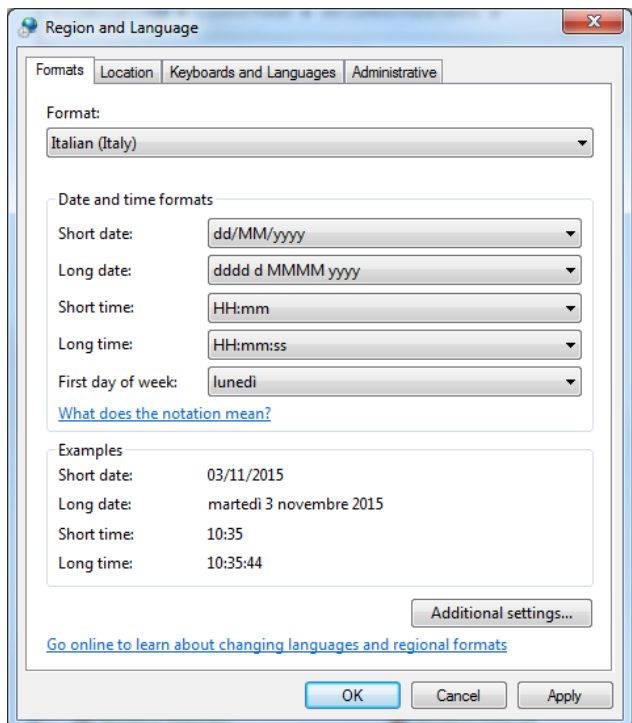 Region and Language
Formats Location Keyboards and Languages Administrative
Format:
Italian (Italy)
Date and time formats
Short date: dd/MM/yyyy
Long date: dddd d MMMM yyyy
Short time: HH:mm
Long time: HH:mm:ss
First day of week: lunedì
What does the notation mean?
Examples
Short date: 03/11/2015
Long date: martedì 3 novembre 2015
Short time: 10:35
Long time: 10:35:44
Additional settings...
Go online to learn about changing languages and regional formats
OK Cancel Apply